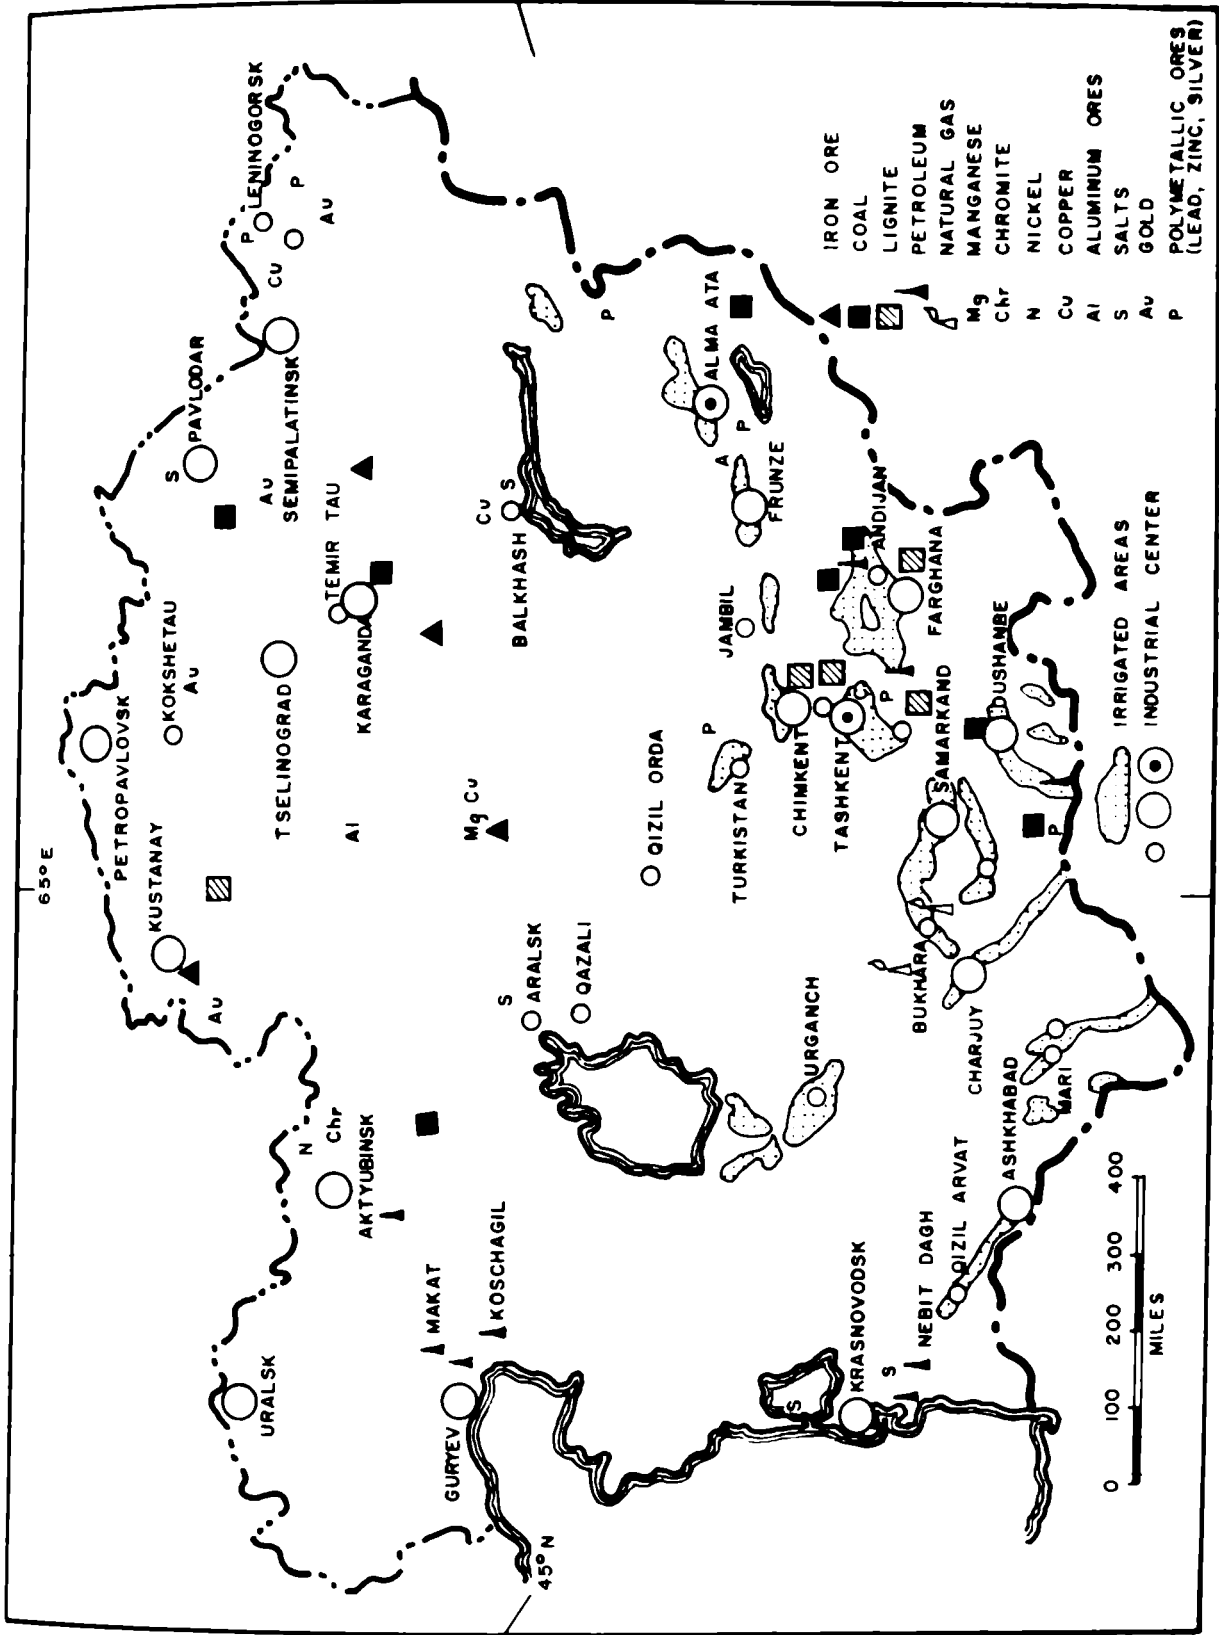 65°E
PETROPAVLOVSK
KUSTANAY
KOKSHETAU
Au
S
PAVLODAR
LENINOGORSK
P
P
Au
Cu
Au
TSELINOGRAD
Au
SEMIPALATINSK
TEMIR TAU
KARAGANDA
Al
URALSK
N
Chr
AKTYUBINSK
MAKAT
KOSCHAGIL
GURYEV
45°N
Mg Cu
Cu
S
BALKHASH
S
ARALSK
QAZALI
QIZIL ORDA
P
P
TURKISTAN
JAMBIL
A
P
ALMA ATA
FRUNZE
CHIMKENT
TASHKENT
P
ANDIJAN
FARGHANA
URGANCH
S
KRASNOVODSK
S
NEBIT DAGH
QIZIL ARVAT
ASHKHABAD
MARI
CHARJUY
BUKHARA
SAMARKAND
DUSHANBE
P
IRON ORE
COAL
LIGNITE
PETROLEUM
NATURAL GAS
Mg MANGANESE
Chr CHROMITE
N NICKEL
Cu COPPER
Al ALUMINUM ORES
S SALTS
Au GOLD
P POLYMETALLIC ORES
(LEAD, ZINC, SILVER)
IRRIGATED AREAS
INDUSTRIAL CENTER
0 100 200 300 400
MILES